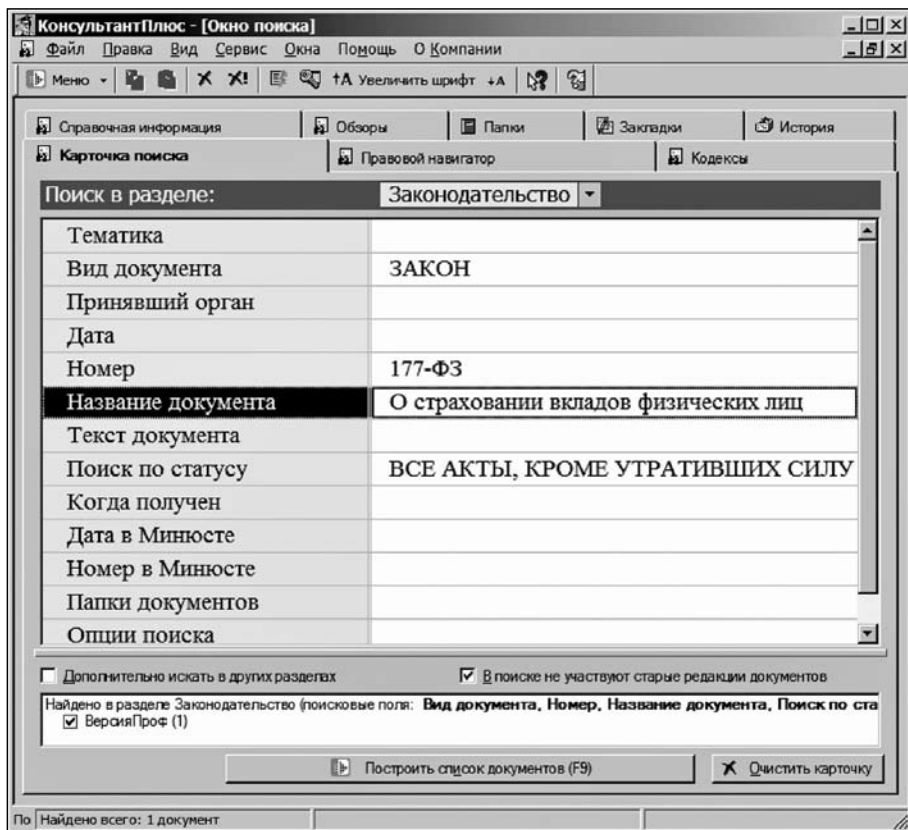 КонсультантПлюс - [Окно поиска]
Файл Правка Вид Сервис Окна Помощь О Компании
Меню Увеличить шрифт
Справочная информация Обзоры Папки Закладки История
Карточка поиска Правовой навигатор Кодексы
Поиск в разделе: Законодательство
Тематика
Вид документа ЗАКОН
Принявший орган
Дата
Номер 177-ФЗ
Название документа О страховании вкладов физических лиц
Текст документа
Поиск по статусу ВСЕ АКТЫ, КРОМЕ УТРАТИВШИХ СИЛУ
Когда получен
Дата в Минюсте
Номер в Минюсте
Папки документов
Опции поиска
Дополнительно искать в других разделах В поиске не участвуют старые редакции документов
Найдено в разделе Законодательство (поисковые поля: Вид документа, Номер, Название документа, Поиск по ста
ВерсияПроф (1)
Построить список документов (F9) Очистить карточку
По Найдено всего: 1 документ